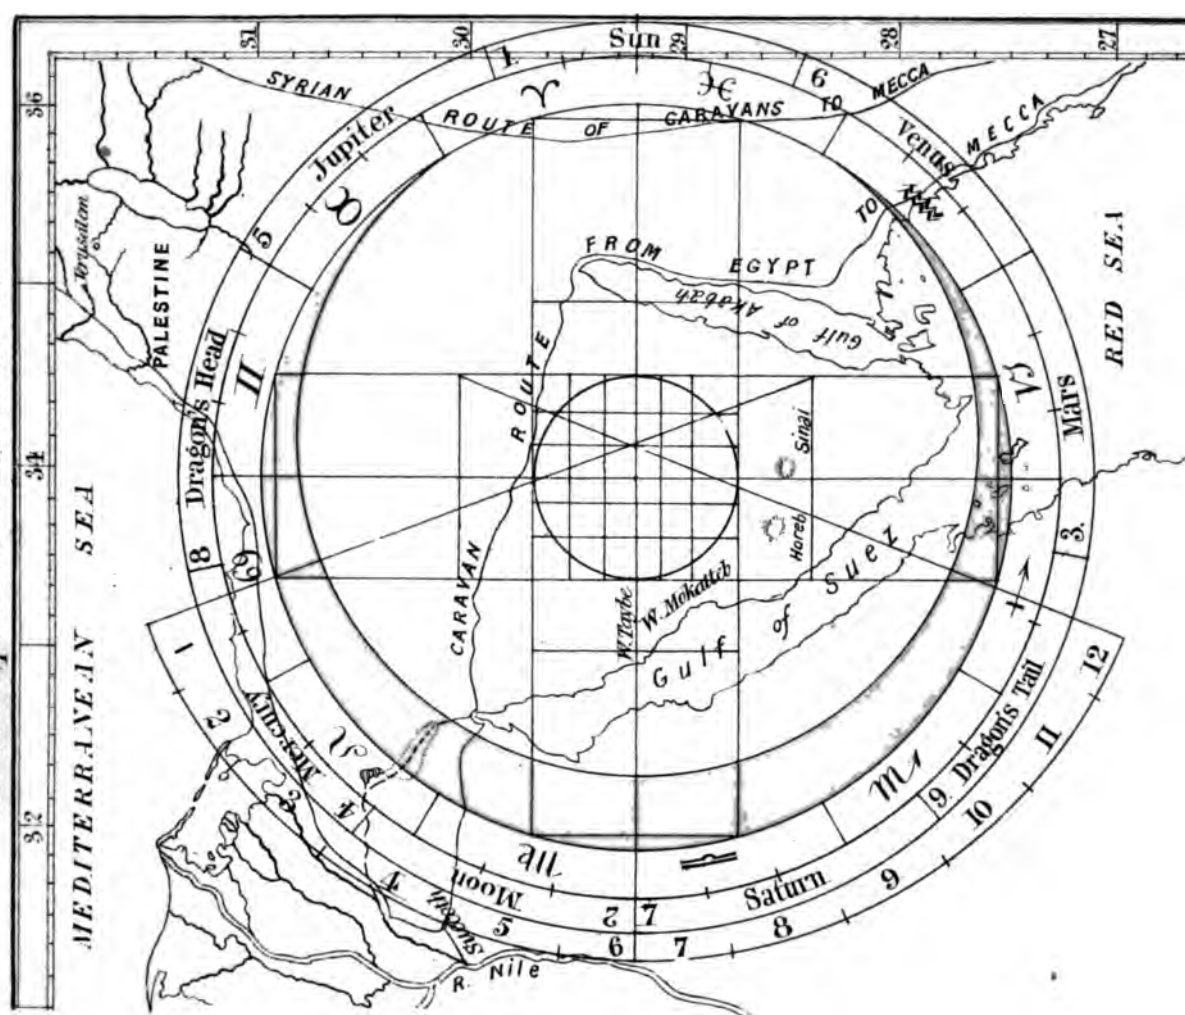 31
30
29
28
27
36
34
32
SYRIAN ROUTE OF CARAVANS TO MECCA
TO MECCA
1.
Sun
6
♈
♓
Jupiter
Venus
♉
5
Jerusalem
PALESTINE
FROM EGYPT
Gulf of Akabah
RED SEA
CARAVAN ROUTE
Dragon's Head
♊
♑
Mars
Sinai
Horeb
8
♋
3.
♐
MEDITERRANEAN SEA
W. Taybe
W. Mokatteb
Gulf of Suez
Mercury
♌
4
Dragon's Tail
♏
9
Moon
♍
2
♎
7
Saturn
1
2
3
4
5
6
7
8
9
10
11
12
Succoth
R. Nile